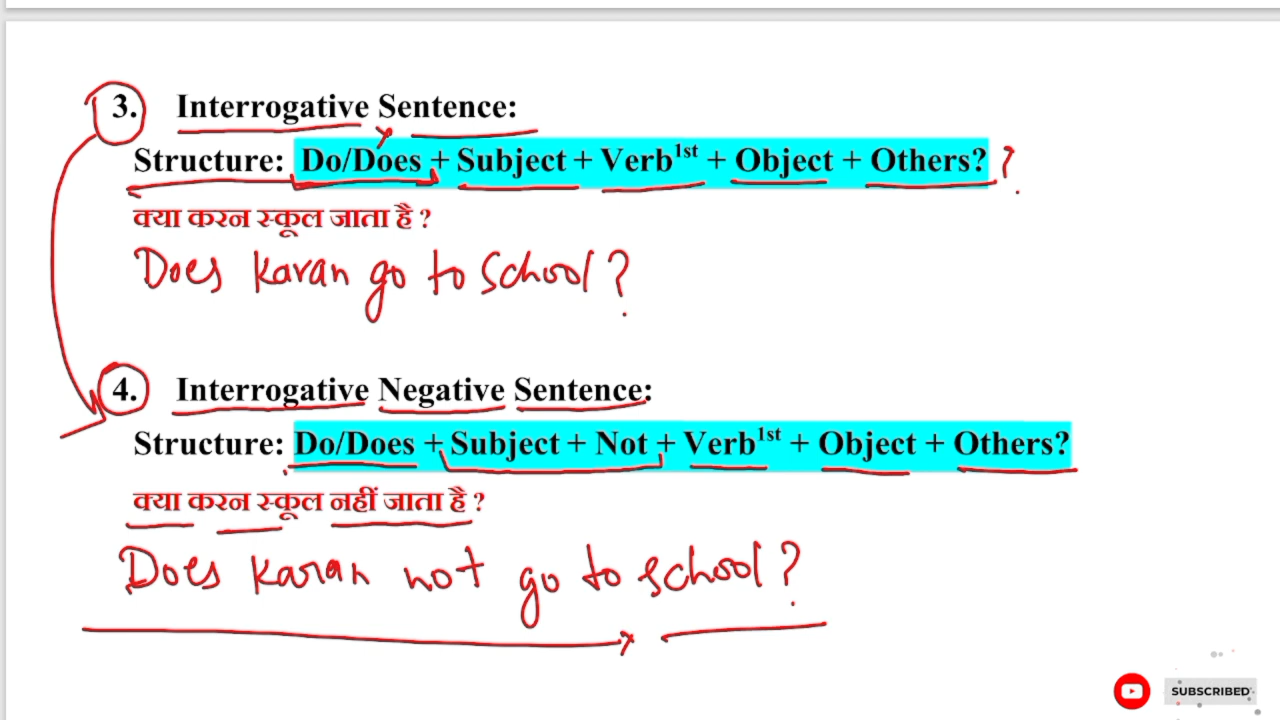 3. Interrogative Sentence:
Structure: Do/Does + Subject + Verb1st + Object + Others? ?
क्या करन स्कूल जाता है ?
Does karan go to School?
4. Interrogative Negative Sentence:
Structure: Do/Does + Subject + Not + Verb1st + Object + Others?
क्या करन स्कूल नहीं जाता है ?
Does karan not go to school?
SUBSCRIBED